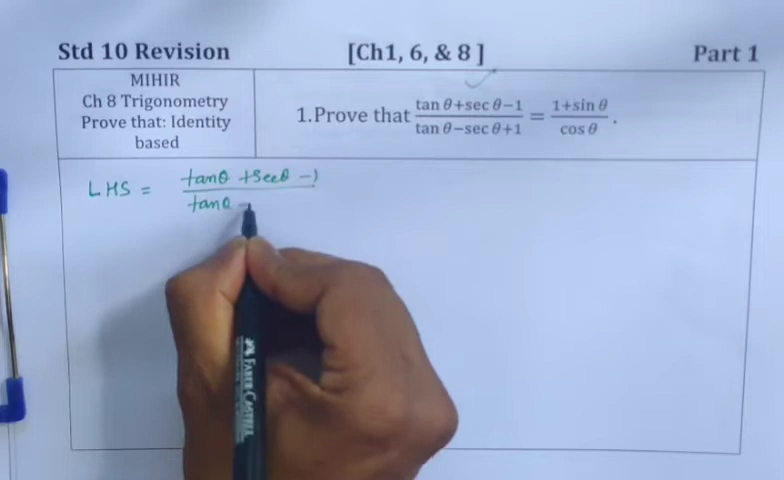 Std 10 Revision [Ch1, 6, & 8 ] Part 1
MIHIR
Ch 8 Trigonometry
Prove that: Identity
based
1.Prove that (tan θ+sec θ−1)/(tan θ−sec θ+1) = (1+sin θ)/(cos θ) .
LHS = (tanθ +secθ -1)/(tanθ -
FABER-CASTELL